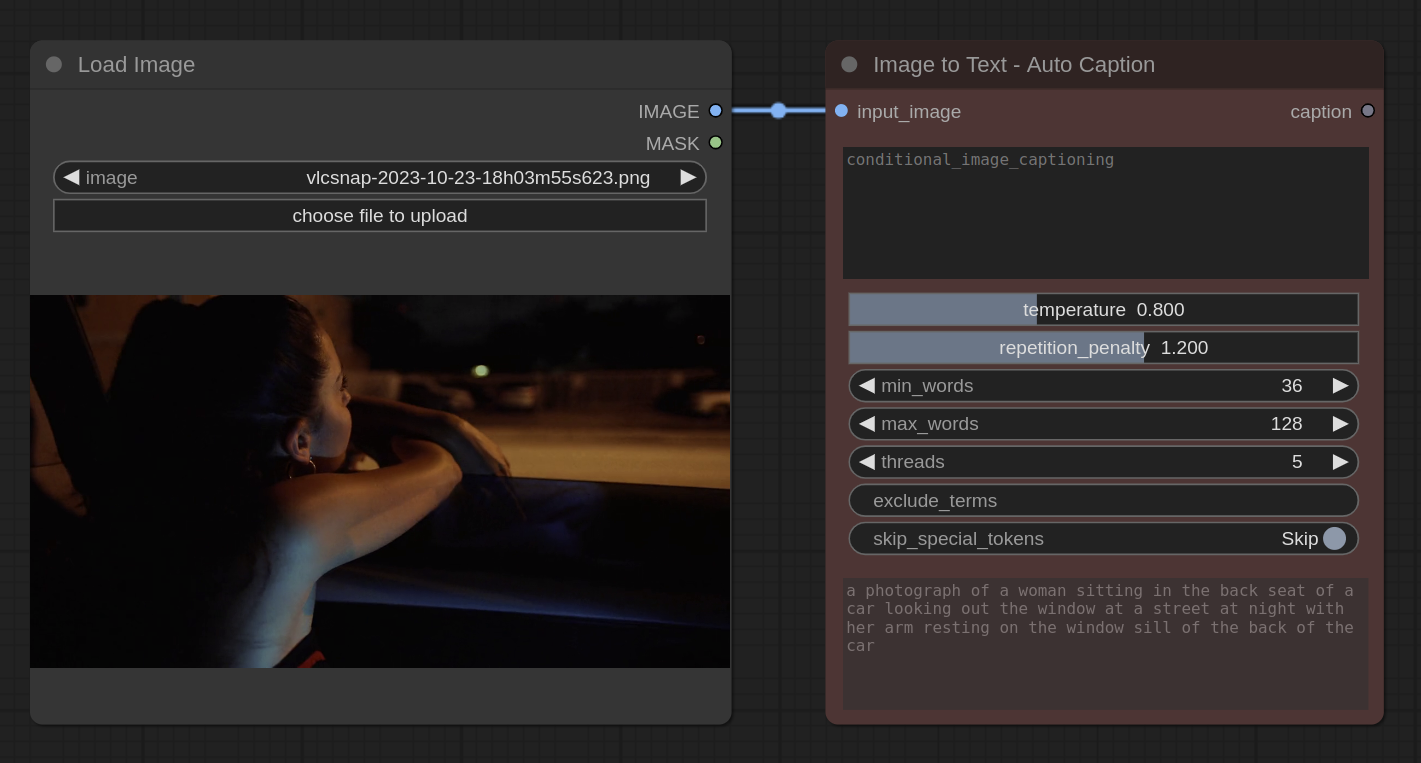 Load Image
IMAGE
MASK
image vlcsnap-2023-10-23-18h03m55s623.png
choose file to upload
Image to Text - Auto Caption
input_image caption
conditional_image_captioning
temperature 0.800
repetition_penalty 1.200
min_words 36
max_words 128
threads 5
exclude_terms
skip_special_tokens Skip
a photograph of a woman sitting in the back seat of a
car looking out the window at a street at night with
her arm resting on the window sill of the back of the
car